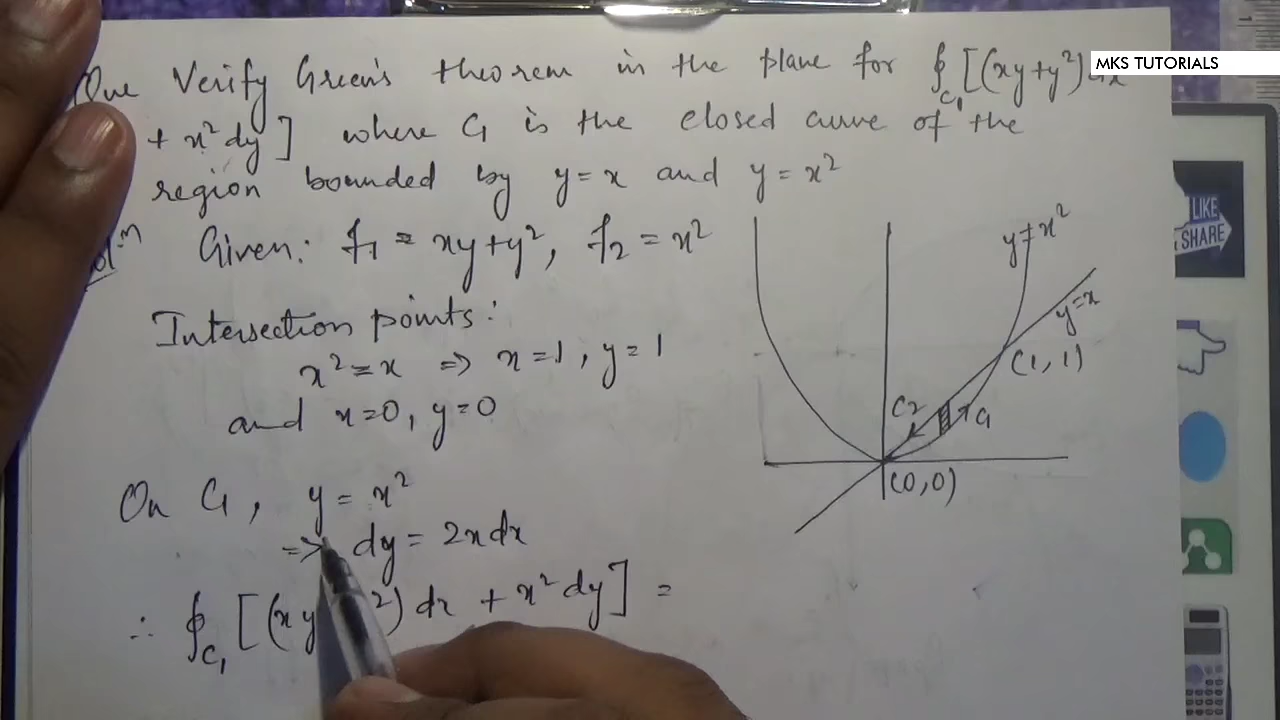 Que Verify Green's theorem in the plane for ∮C₁ [(xy+y²)dx
+ x²dy] where C₁ is the closed curve of the
region bounded by y=x and y=x²
Solⁿ Given: f₁ = xy+y², f₂ = x²
Intersection points:
x²=x ⇒ x=1, y=1
and x=0, y=0
On C₁, y = x²
⇒ dy = 2x dx
∴ ∮C₁ [(xy ²) dx + x² dy] =
y=x²
y=x
(1,1)
C₂
C₁
(0,0)
MKS TUTORIALS
LIKE
& SHARE
1